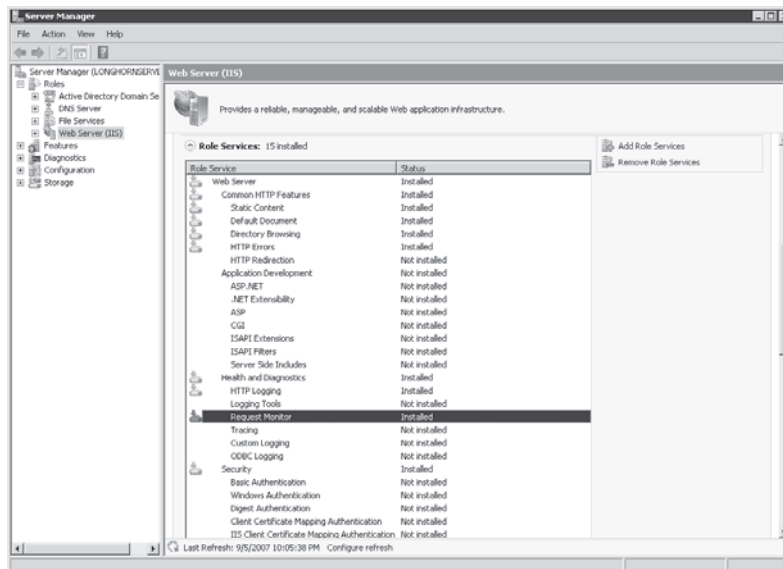 Server Manager
File Action View Help
Server Manager (LONGHORNSERVE
Roles
Active Directory Domain Se
DNS Server
File Services
Web Server (IIS)
Features
Diagnostics
Configuration
Storage
Web Server (IIS)
Provides a reliable, manageable, and scalable Web application infrastructure.
Role Services: 15 installed
Add Role Services
Remove Role Services
Role Service Status
Web Server Installed
Common HTTP Features Installed
Static Content Installed
Default Document Installed
Directory Browsing Installed
HTTP Errors Installed
HTTP Redirection Not installed
Application Development Not installed
ASP.NET Not installed
.NET Extensibility Not installed
ASP Not installed
CGI Not installed
ISAPI Extensions Not installed
ISAPI Filters Not installed
Server Side Includes Not installed
Health and Diagnostics Installed
HTTP Logging Installed
Logging Tools Not installed
Request Monitor Installed
Tracing Not installed
Custom Logging Not installed
ODBC Logging Not installed
Security Installed
Basic Authentication Not installed
Windows Authentication Not installed
Digest Authentication Not installed
Client Certificate Mapping Authentication Not installed
IIS Client Certificate Mapping Authentication Not installed
Last Refresh: 9/5/2007 10:05:38 PM Configure refresh